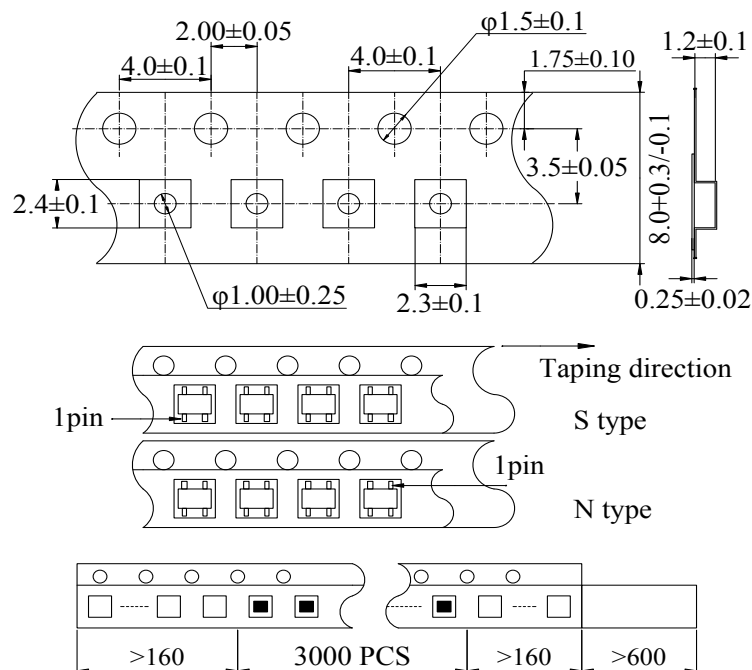 2.00±0.05
φ1.5±0.1
1.2±0.1
4.0±0.1
4.0±0.1
1.75±0.10
3.5±0.05
8.0+0.3/-0.1
2.4±0.1
φ1.00±0.25
2.3±0.1
0.25±0.02
Taping direction
1pin
S type
1pin
N type
>160
3000 PCS
>160
>600